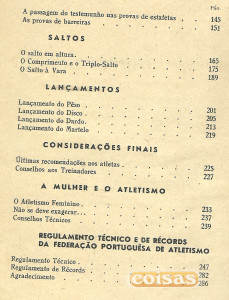 Pág.
A passagem do testemunho nas provas de estafetas . 145
As provas de barreiras . . . . . . 151
SALTOS
O salto em altura. . . . . . . 165
O Comprimento e o Triplo-Salto . . . . 175
O Salto à Vara . . . . . . . 189
LANÇAMENTOS
Lançamento do Pêso . . . . . . 201
Lançamento do Disco . . . . . . 205
Lançamento do Dardo. . . . . . 213
Lançamento do Martelo . . . . . . 219
CONSIDERAÇÕES FINAIS
Últimas recomendações aos atletas . . . . 225
Conselhos aos Treinadores . . . . . 227
A MULHER E O ATLETISMO
O Atletismo Feminino . . . . . . 233
Não se deve exagerar... . . . . . 237
Conselhos Técnicos . . . . . . 239
REGULAMENTO TÉCNICO E DE RÉCORDS
DA FEDERAÇÃO PORTUGUÊSA DE ATLETISMO
Regulamento Técnico . . . . . . 247
Regulamento de Récords . . . . . 282
Agradecimento . . . . . . . 286
coisas